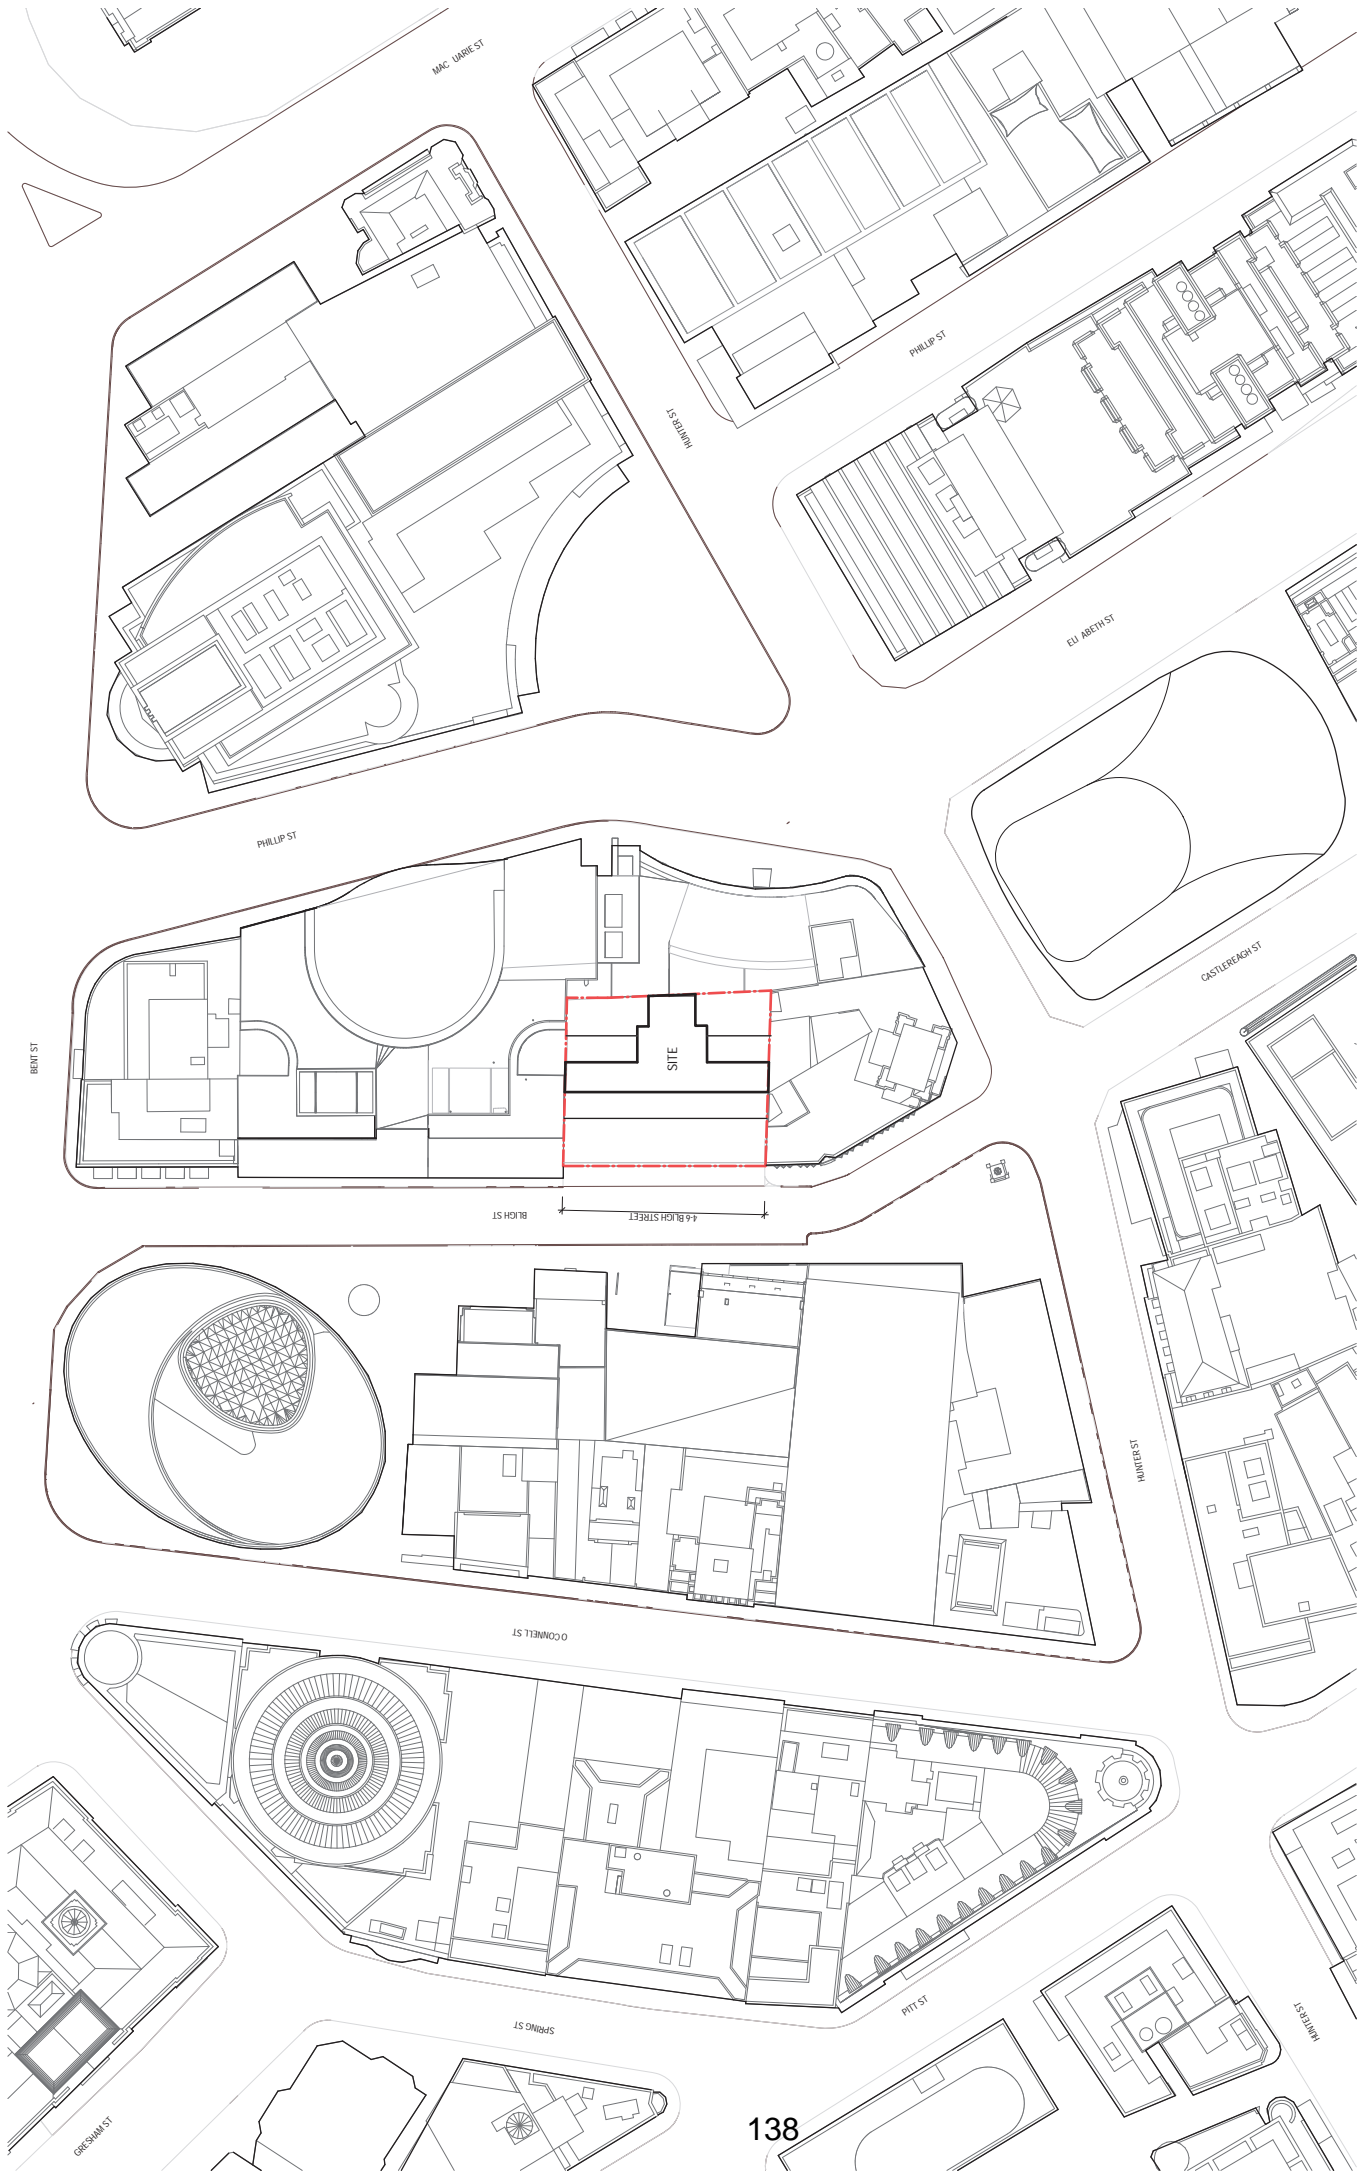 MAC UARIE ST
HUNTER ST
PHILLIP ST
ELI ABETH ST
PHILLIP ST
CASTLEREAGH ST
BENT ST
SITE
BLIGH ST
4-6 BLIGH STREET
HUNTER ST
O CONNELL ST
PITT ST
SPRING ST
HUNTER ST
GRESHAM ST
138